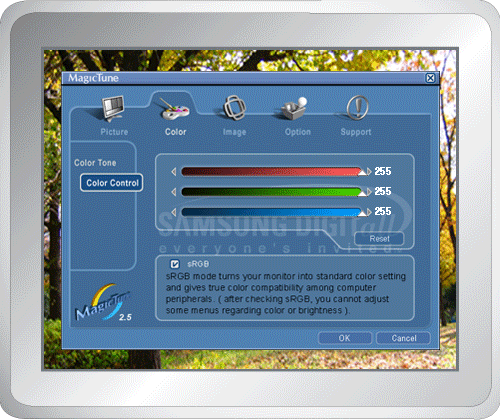 MagicTune
Picture
Color
Image
Option
Support
Color Tone
Color Control
255
255
255
SAMSUNG DIGITall
everyone's invited
Reset
sRGB
sRGB mode turns your monitor into standard color setting
and gives true color compatibility among computer
peripherals. ( after checking sRGB, you cannot adjust
some menus regarding color or brightness ).
MagicTune
2.5
OK
Cancel